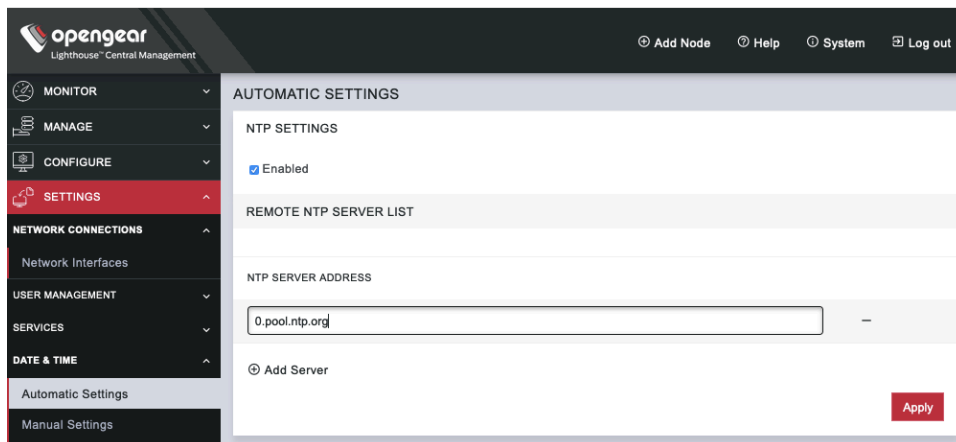 opengear
Lighthouse™ Central Management
Add Node
Help
System
Log out
MONITOR
MANAGE
CONFIGURE
SETTINGS
NETWORK CONNECTIONS
Network Interfaces
USER MANAGEMENT
SERVICES
DATE & TIME
Automatic Settings
Manual Settings
AUTOMATIC SETTINGS
NTP SETTINGS
Enabled
REMOTE NTP SERVER LIST
NTP SERVER ADDRESS
0.pool.ntp.org
Add Server
Apply